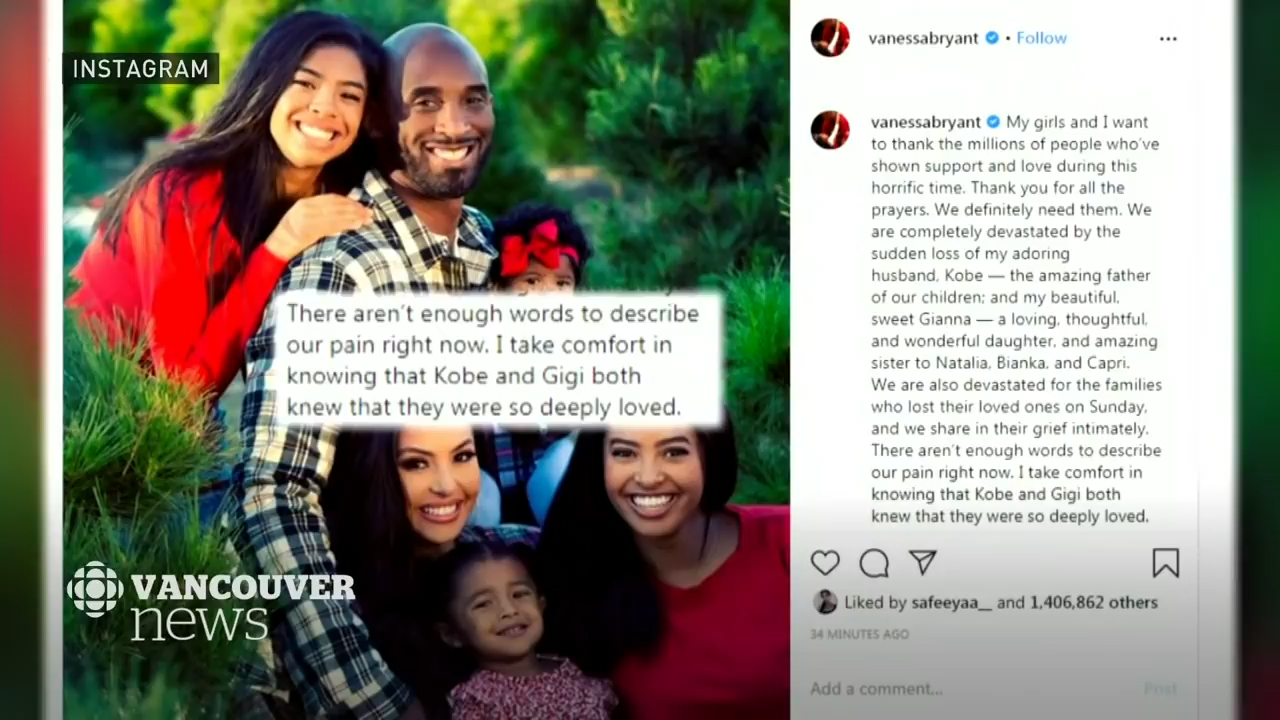 INSTAGRAM
There aren't enough words to describe
our pain right now. I take comfort in
knowing that Kobe and Gigi both
knew that they were so deeply loved.
VANCOUVER
news
vanessabryant • Follow
vanessabryant My girls and I want
to thank the millions of people who've
shown support and love during this
horrific time. Thank you for all the
prayers. We definitely need them. We
are completely devastated by the
sudden loss of my adoring
husband, Kobe — the amazing father
of our children; and my beautiful,
sweet Gianna — a loving, thoughtful,
and wonderful daughter, and amazing
sister to Natalia, Bianka, and Capri.
We are also devastated for the families
who lost their loved ones on Sunday,
and we share in their grief intimately.
There aren't enough words to describe
our pain right now. I take comfort in
knowing that Kobe and Gigi both
knew that they were so deeply loved.
Liked by safeeyaa__ and 1,406,862 others
34 MINUTES AGO
Add a comment... Post